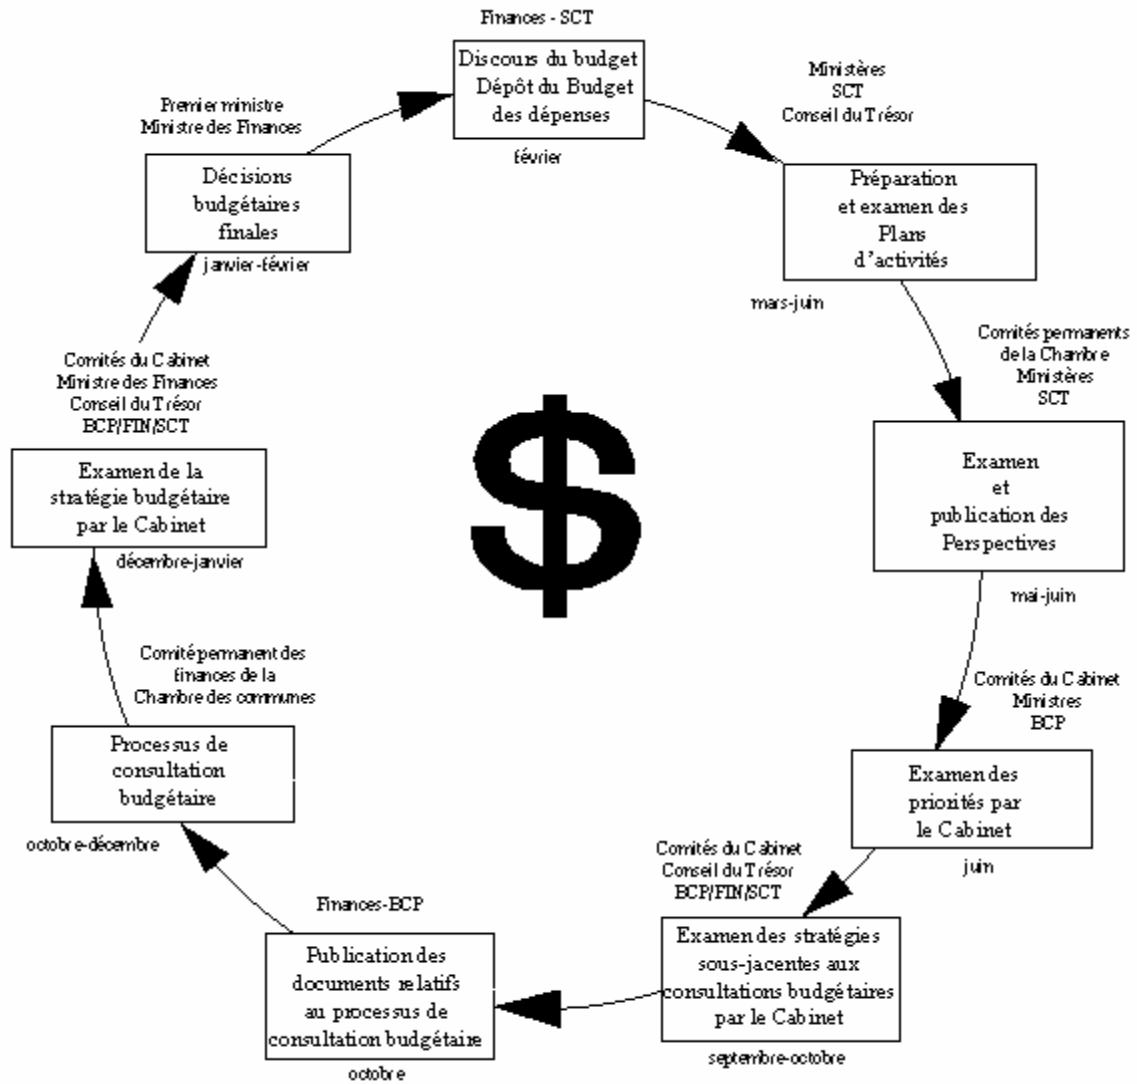 Finances - SCT
Discours du budget
Dépôt du Budget
des dépenses
février
Ministères
SCT
Conseil du Trésor
Préparation
et examen des
Plans
d'activités
mars-juin
Comités permanents
de la Chambre
Ministères
SCT
Examen
et
publication des
Perspectives
mai-juin
Comités du Cabinet
Ministres
BCP
Examen des
priorités par
le Cabinet
juin
Comités du Cabinet
Conseil du Trésor
BCP/FIN/SCT
Examen des stratégies
sous-jacentes aux
consultations budgétaires
par le Cabinet
septembre-octobre
Finances-BCP
Publication des
documents relatifs
au processus de
consultation budgétaire
octobre
Comité permanent des
finances de la
Chambre des communes
Processus de
consultation
budgétaire
octobre-décembre
Comités du Cabinet
Ministre des Finances
Conseil du Trésor
BCP/FIN/SCT
Examen de la
stratégie budgétaire
par le Cabinet
décembre-janvier
Premier ministre
Ministre des Finances
Décisions
budgétaires
finales
janvier-février
$